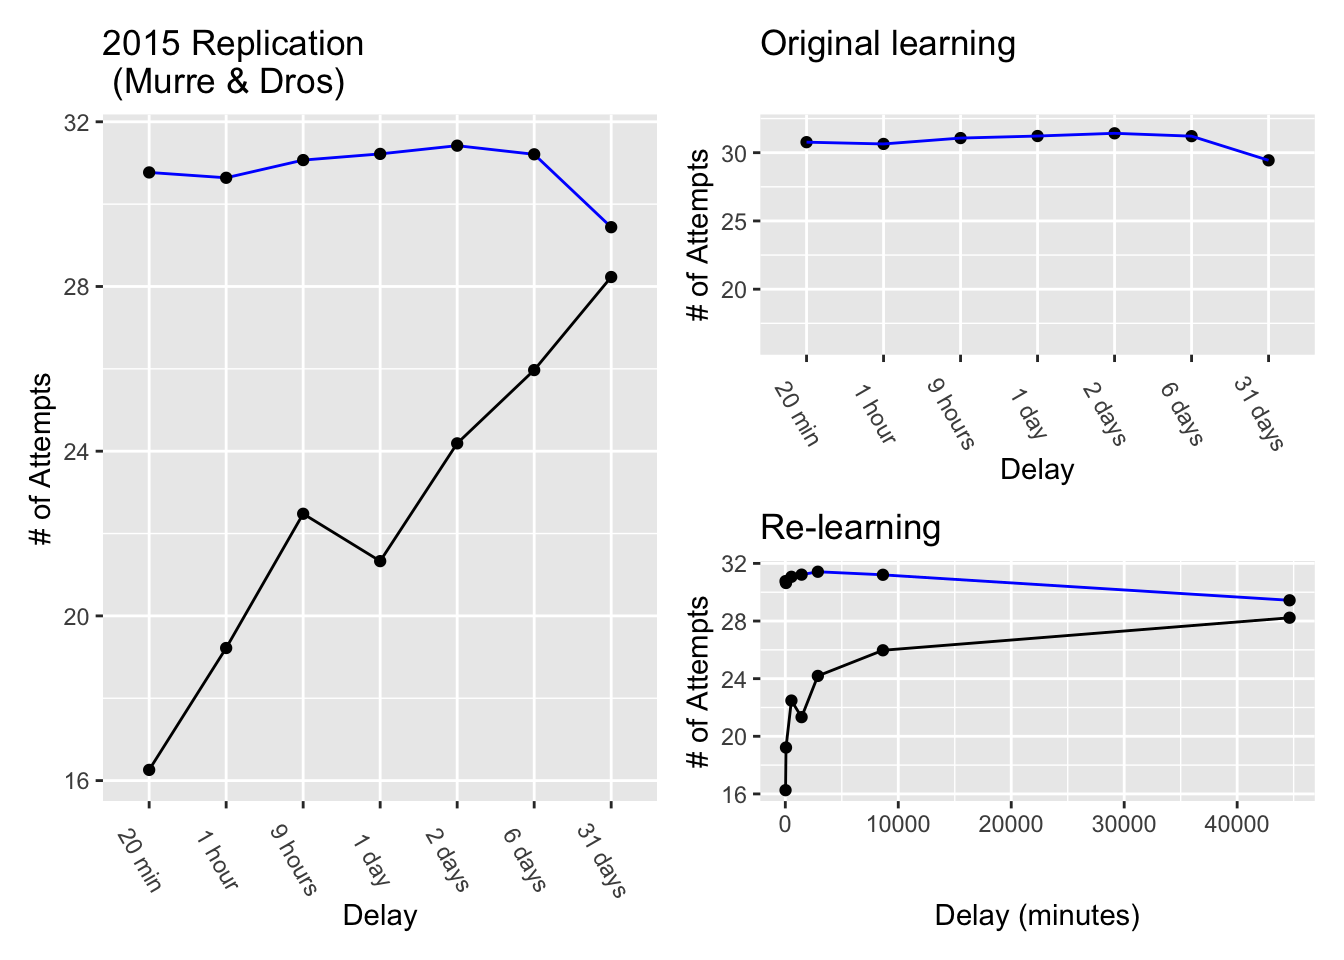 2015 Replication
(Murre & Dros)
32
28
24
20
16
# of Attempts
20 min
1 hour
9 hours
1 day
2 days
6 days
31 days
Delay
Original learning
30
25
20
# of Attempts
20 min
1 hour
9 hours
1 day
2 days
6 days
31 days
Delay
Re-learning
32
28
24
20
16
# of Attempts
0 10000 20000 30000 40000
Delay (minutes)